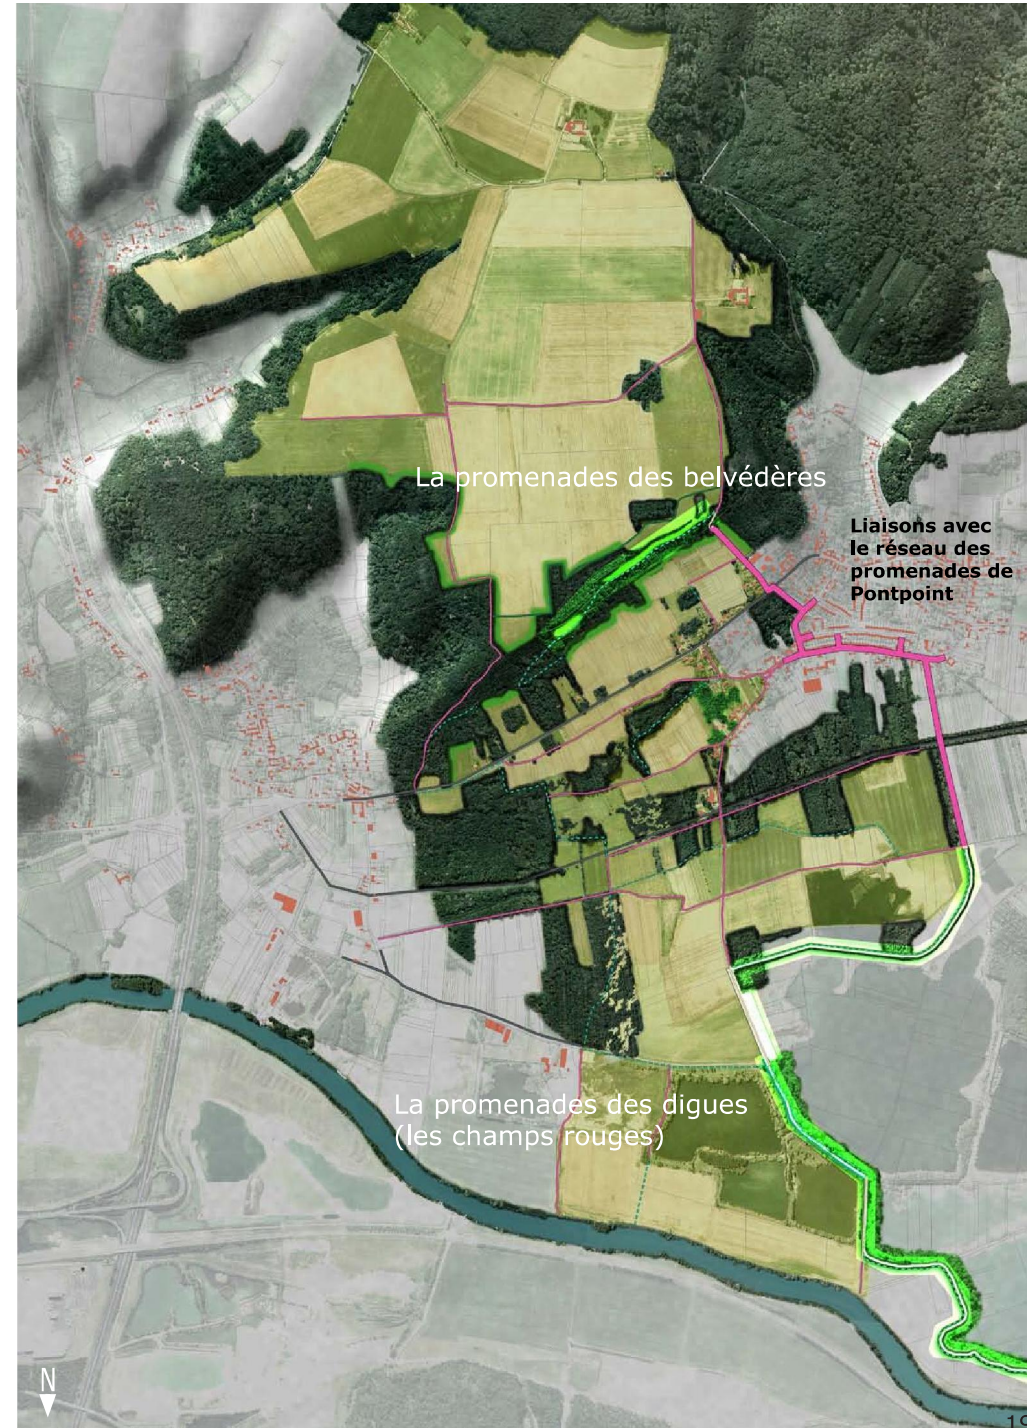 La promenades des belvédères
Liaisons avec
le réseau des
promenades de
Pontpoint
La promenades des digues
(les champs rouges)
N